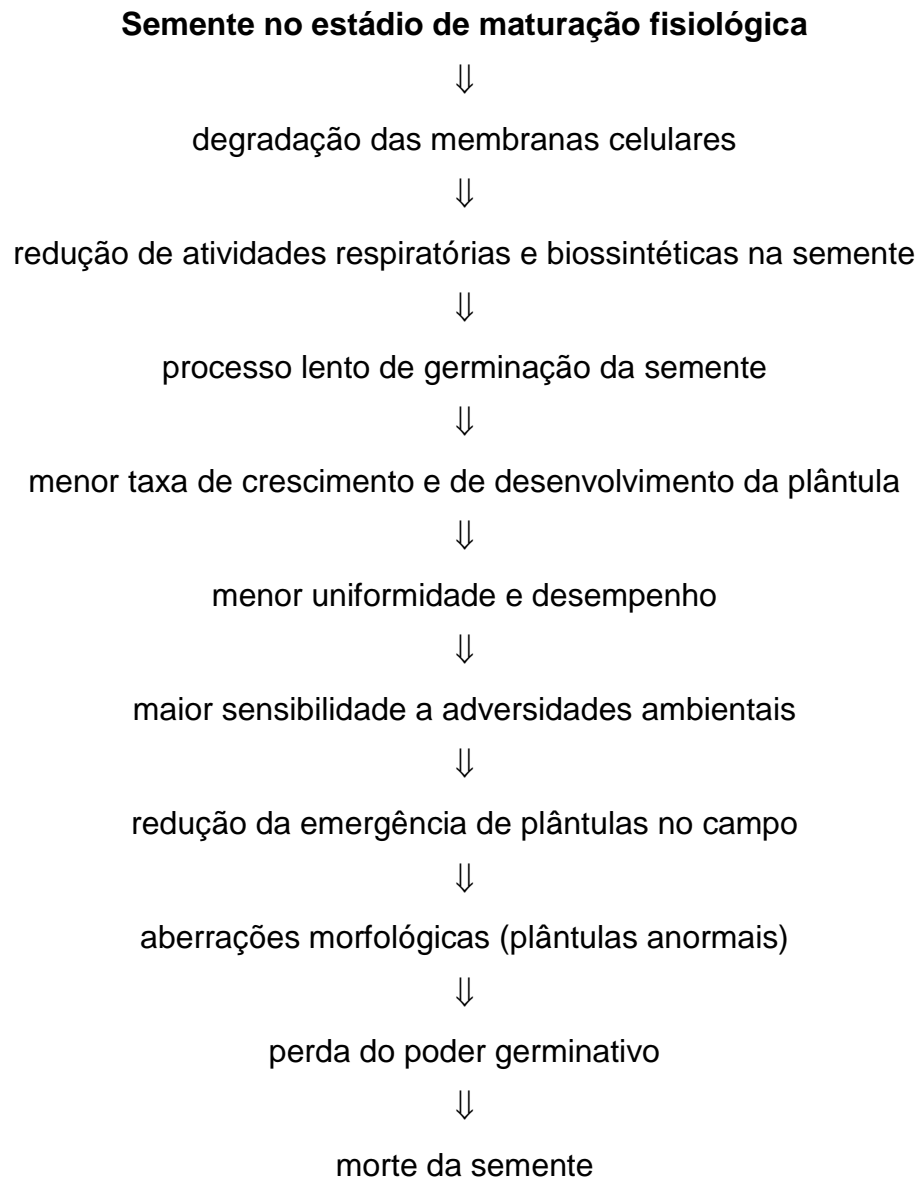 Semente no estádio de maturação fisiológica
⇓
degradação das membranas celulares
⇓
redução de atividades respiratórias e biossintéticas na semente
⇓
processo lento de germinação da semente
⇓
menor taxa de crescimento e de desenvolvimento da plântula
⇓
menor uniformidade e desempenho
⇓
maior sensibilidade a adversidades ambientais
⇓
redução da emergência de plântulas no campo
⇓
aberrações morfológicas (plântulas anormais)
⇓
perda do poder germinativo
⇓
morte da semente